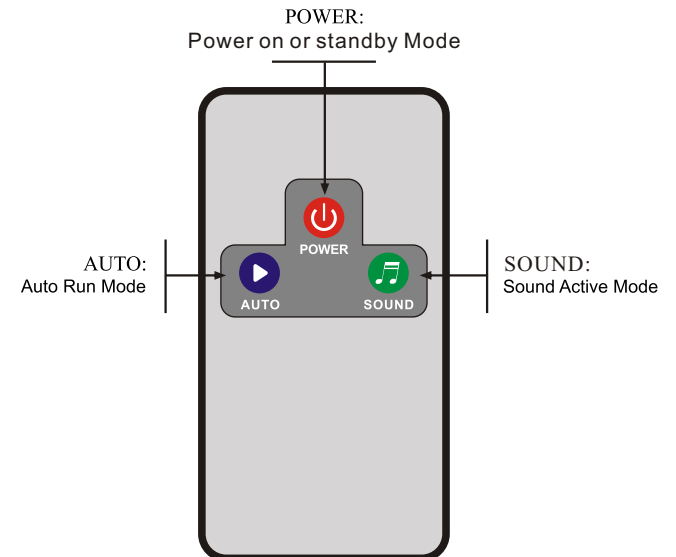 POWER:
Power on or standby Mode
POWER
AUTO:
Auto Run Mode
AUTO
SOUND
SOUND:
Sound Active Mode